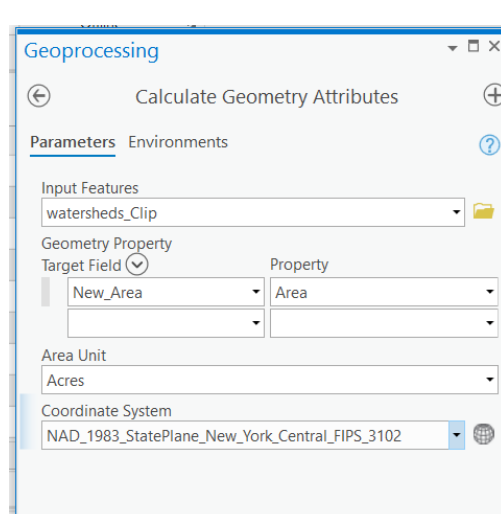 Geoprocessing
Calculate Geometry Attributes
Parameters Environments
Input Features
watersheds_Clip
Geometry Property
Target Field Property
New_Area Area
Area Unit
Acres
Coordinate System
NAD_1983_StatePlane_New_York_Central_FIPS_3102